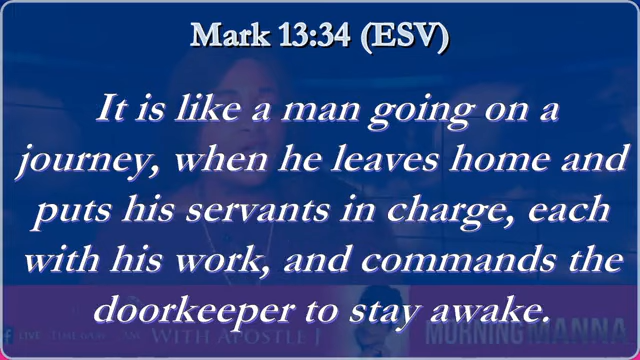 Mark 13:34 (ESV)
It is like a man going on a
journey, when he leaves home and
puts his servants in charge, each
with his work, and commands the
doorkeeper to stay awake.
LIVE
WITH APOSTLE
MORNING MANNA